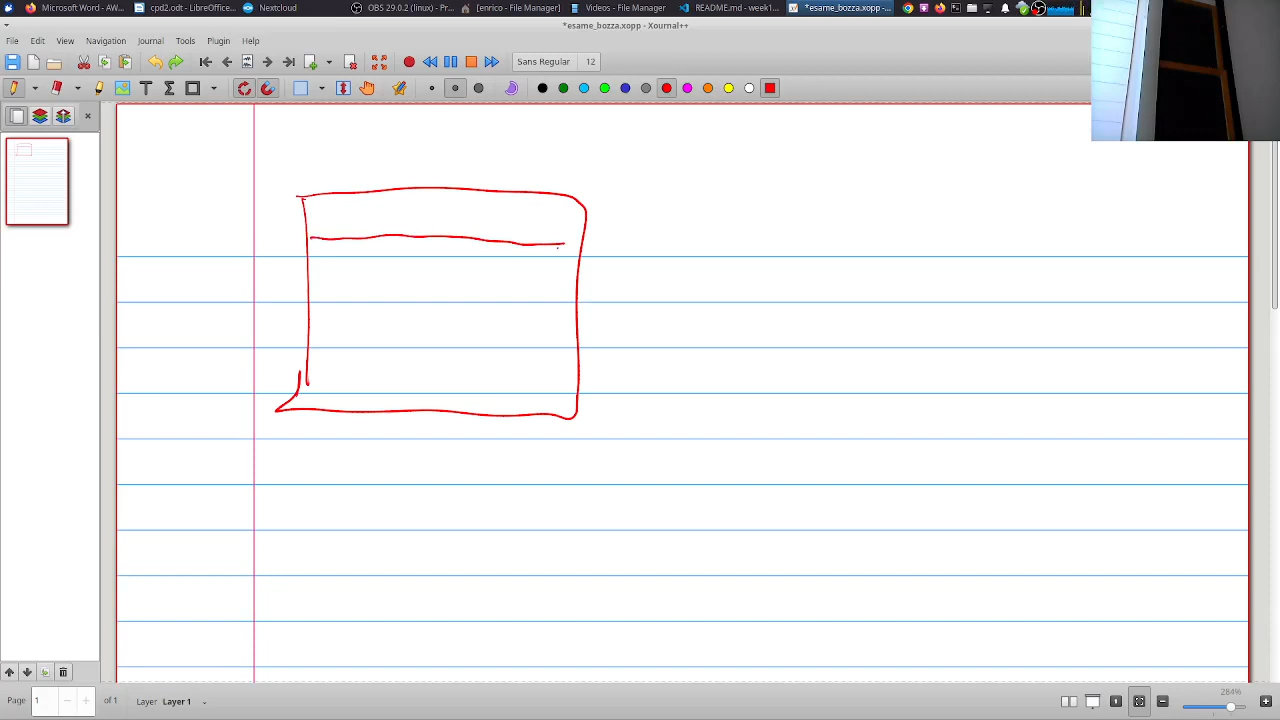 Microsoft Word - AW...
cpd2.odt - LibreOffice...
Nextcloud
OBS 29.0.2 (linux) - Pr...
[enrico - File Manager]
Videos - File Manager
README.md - week1...
*esame_bozza.xopp - ...
*esame_bozza.xopp - Xournal++
File Edit View Navigation Journal Tools Plugin Help
Sans Regular 12
Page 1 of 1 Layer Layer 1
284%